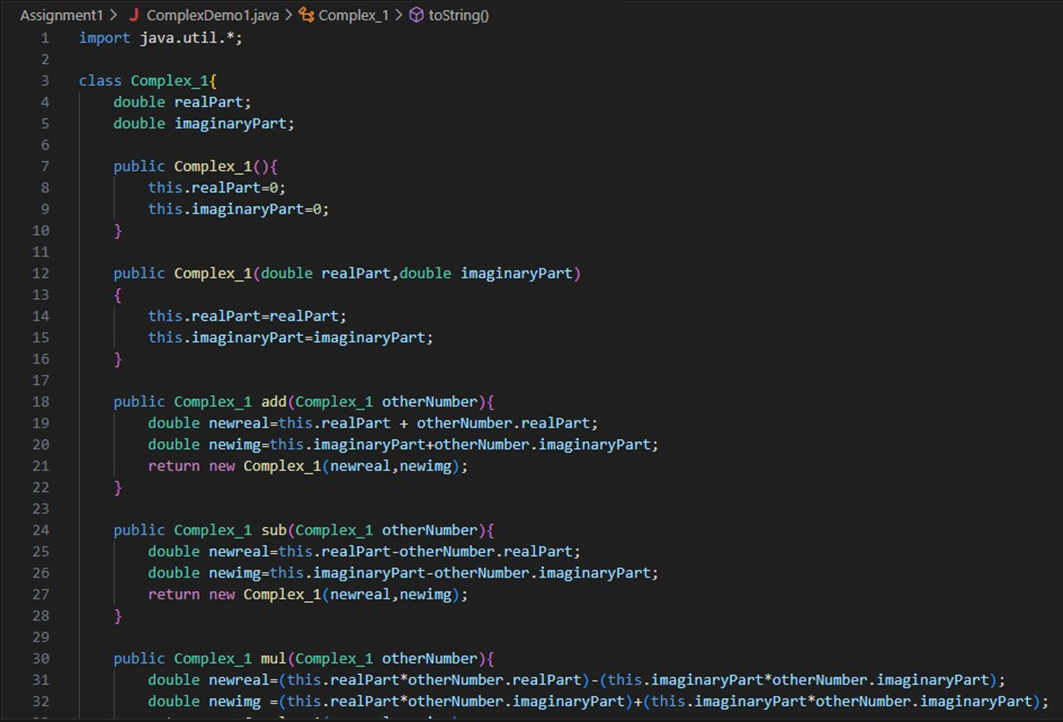 Assignment1 > J ComplexDemo1.java > Complex_1 > toString()
1 import java.util.*;
2
3 class Complex_1{
4 double realPart;
5 double imaginaryPart;
6
7 public Complex_1(){
8 this.realPart=0;
9 this.imaginaryPart=0;
10 }
11
12 public Complex_1(double realPart,double imaginaryPart)
13 {
14 this.realPart=realPart;
15 this.imaginaryPart=imaginaryPart;
16 }
17
18 public Complex_1 add(Complex_1 otherNumber){
19 double newreal=this.realPart + otherNumber.realPart;
20 double newimg=this.imaginaryPart+otherNumber.imaginaryPart;
21 return new Complex_1(newreal,newimg);
22 }
23
24 public Complex_1 sub(Complex_1 otherNumber){
25 double newreal=this.realPart-otherNumber.realPart;
26 double newimg=this.imaginaryPart-otherNumber.imaginaryPart;
27 return new Complex_1(newreal,newimg);
28 }
29
30 public Complex_1 mul(Complex_1 otherNumber){
31 double newreal=(this.realPart*otherNumber.realPart)-(this.imaginaryPart*otherNumber.imaginaryPart);
32 double newimg =(this.realPart*otherNumber.imaginaryPart)+(this.imaginaryPart*otherNumber.imaginaryPart);